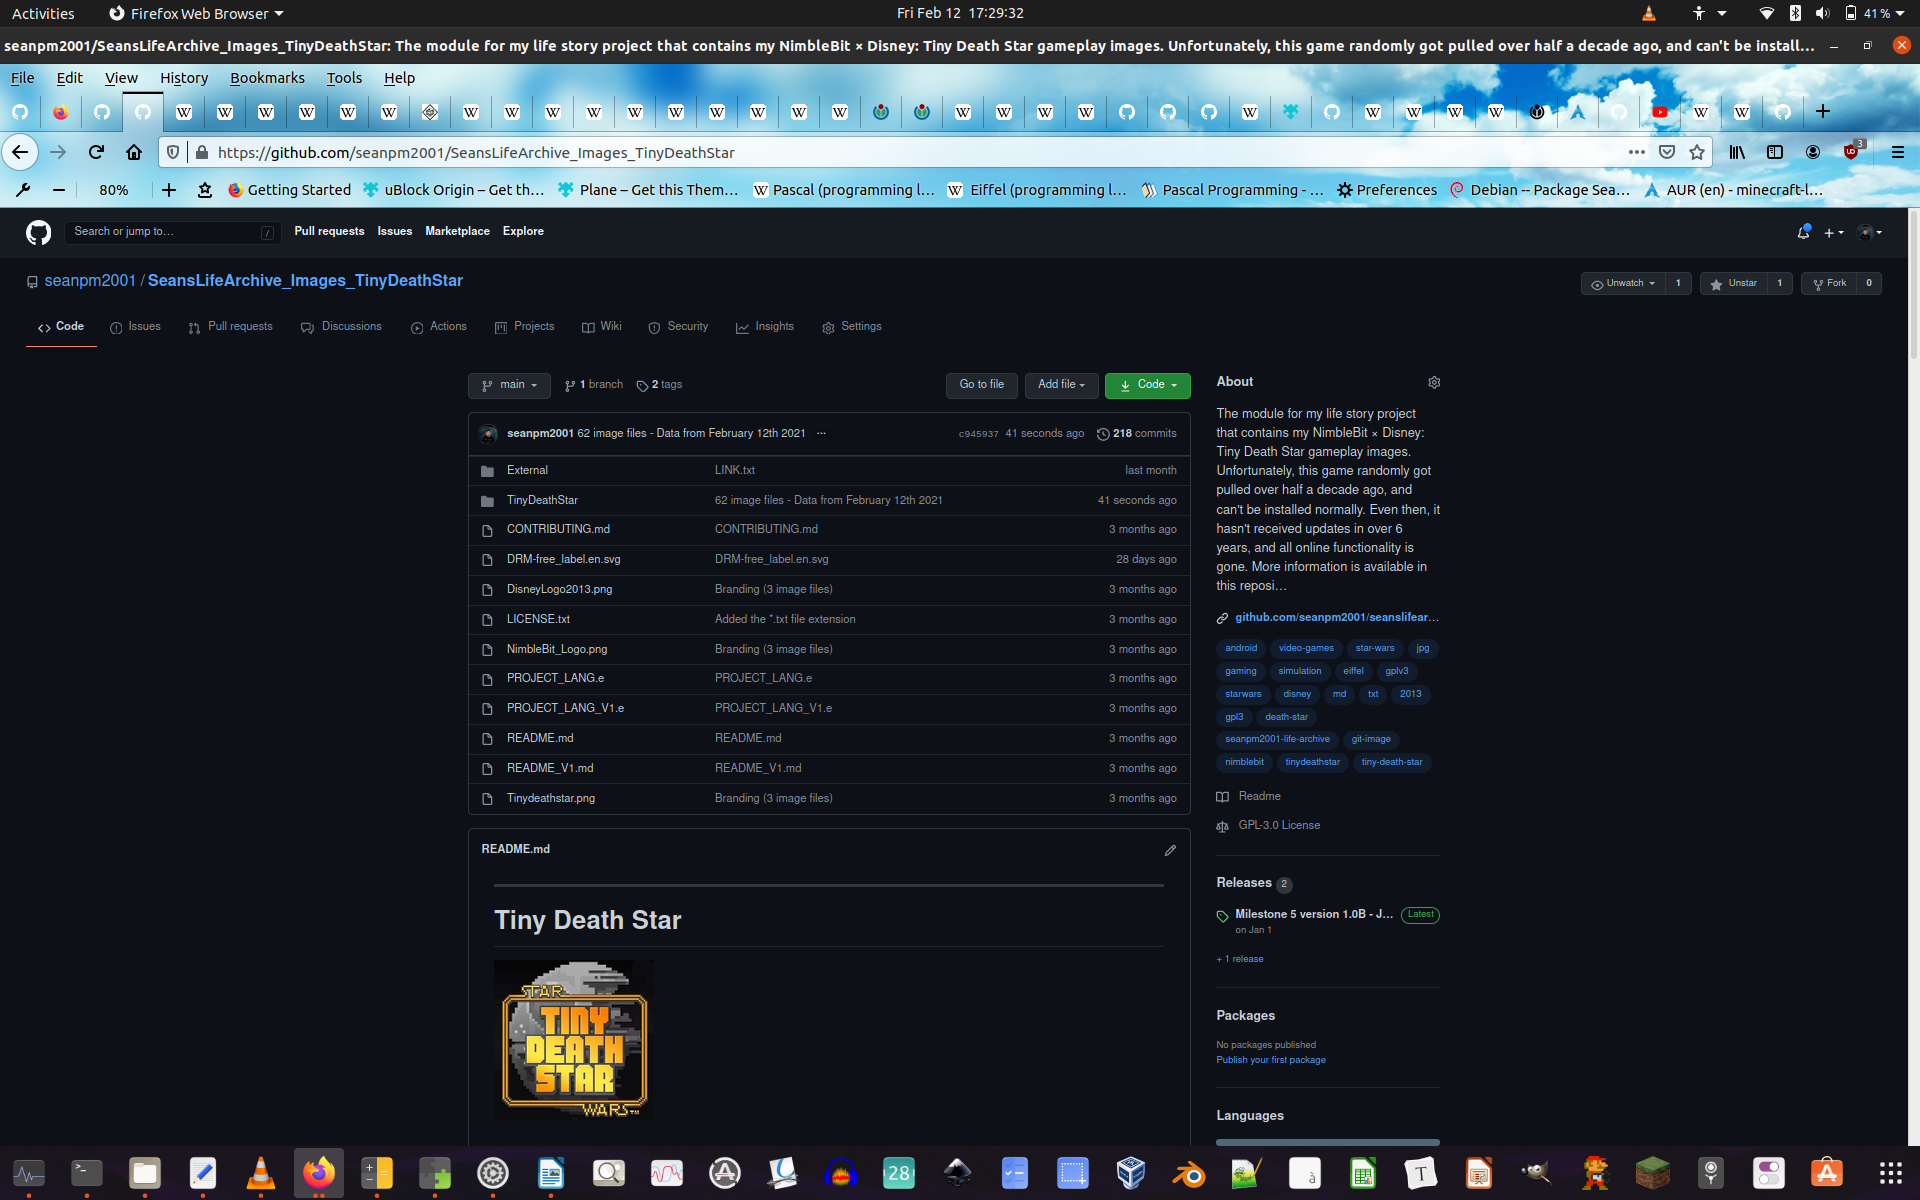 Activities
Firefox Web Browser
Fri Feb 12 17:29:32
41 %
seanpm2001/SeansLifeArchive_Images_TinyDeathStar: The module for my life story project that contains my NimbleBit × Disney: Tiny Death Star gameplay images. Unfortunately, this game randomly got pulled over half a decade ago, and can't be install…
File Edit View History Bookmarks Tools Help
https://github.com/seanpm2001/SeansLifeArchive_Images_TinyDeathStar
3
80%
Getting Started
uBlock Origin – Get th…
Plane – Get this Them…
Pascal (programming l…
Eiffel (programming l…
Pascal Programming - …
Preferences
Debian -- Package Sea…
AUR (en) - minecraft-l…
Search or jump to…
/
Pull requests Issues Marketplace Explore
seanpm2001 / SeansLifeArchive_Images_TinyDeathStar
Unwatch 1
Unstar 1
Fork 0
Code Issues Pull requests Discussions Actions Projects Wiki Security Insights Settings
main 1 branch 2 tags
Go to file Add file Code
seanpm2001 62 image files - Data from February 12th 2021 ···
c945937 41 seconds ago 218 commits
External LINK.txt last month
TinyDeathStar 62 image files - Data from February 12th 2021 41 seconds ago
CONTRIBUTING.md CONTRIBUTING.md 3 months ago
DRM-free_label.en.svg DRM-free_label.en.svg 28 days ago
DisneyLogo2013.png Branding (3 image files) 3 months ago
LICENSE.txt Added the *.txt file extension 3 months ago
NimbleBit_Logo.png Branding (3 image files) 3 months ago
PROJECT_LANG.e PROJECT_LANG.e 3 months ago
PROJECT_LANG_V1.e PROJECT_LANG_V1.e 3 months ago
README.md README.md 3 months ago
README_V1.md README_V1.md 3 months ago
Tinydeathstar.png Branding (3 image files) 3 months ago
README.md
Tiny Death Star
STAR
TINY
DEATH
STAR
WARS™
About
The module for my life story project
that contains my NimbleBit × Disney:
Tiny Death Star gameplay images.
Unfortunately, this game randomly got
pulled over half a decade ago, and
can't be installed normally. Even then, it
hasn't received updates in over 6
years, and all online functionality is
gone. More information is available in
this reposi…
github.com/seanpm2001/seanslifear…
android video-games star-wars jpg
gaming simulation eiffel gplv3
starwars disney md txt 2013
gpl3 death-star
seanpm2001-life-archive git-image
nimblebit tinydeathstar tiny-death-star
Readme
GPL-3.0 License
Releases 2
Milestone 5 version 1.0B - J… Latest
on Jan 1
+ 1 release
Packages
No packages published
Publish your first package
Languages
28